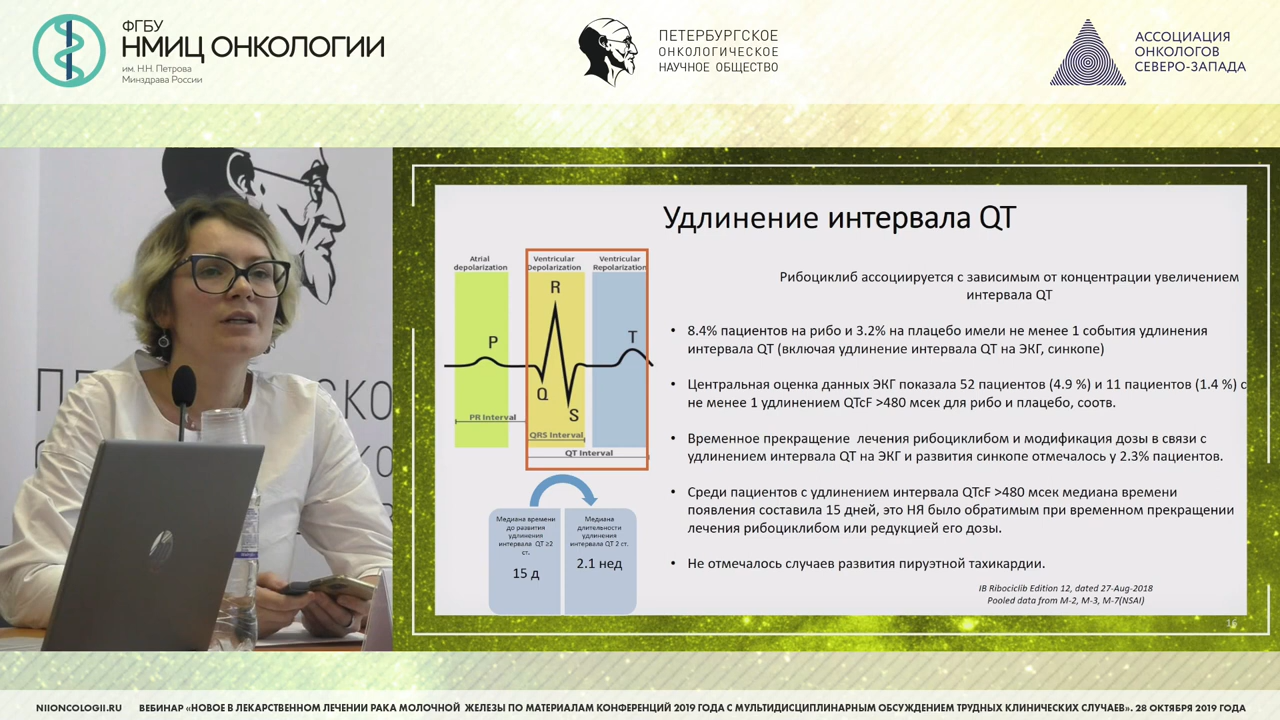 ФГБУ
НМИЦ ОНКОЛОГИИ
им. Н.Н. Петрова
Минздрава России
ПЕТЕРБУРГСКОЕ
ОНКОЛОГИЧЕСКОЕ
НАУЧНОЕ ОБЩЕСТВО
АССОЦИАЦИЯ
ОНКОЛОГОВ
СЕВЕРО-ЗАПАДА
Удлинение интервала QT
Atrial
depolarization
Ventricular
Depolarization
Ventricular
Repolarization
R
P
T
Q
S
PR Interval
QRS Interval
QT Interval
Медиана времени
до развития
удлинения
интервала QT ≥2
ст.
15 д
Медиана
длительности
удлинения
интервала QT 2 ст.
2.1 нед
Рибоциклиб ассоциируется с зависимым от концентрации увеличением
интервала QT
• 8.4% пациентов на рибо и 3.2% на плацебо имели не менее 1 события удлинения
интервала QT (включая удлинение интервала QT на ЭКГ, синкопе)
• Центральная оценка данных ЭКГ показала 52 пациентов (4.9 %) и 11 пациентов (1.4 %) с
не менее 1 удлинением QTcF >480 мсек для рибо и плацебо, соотв.
• Временное прекращение лечения рибоциклибом и модификация дозы в связи с
удлинением интервала QT на ЭКГ и развития синкопе отмечалось у 2.3% пациентов.
• Среди пациентов с удлинением интервала QTcF >480 мсек медиана времени
появления составила 15 дней, это НЯ было обратимым при временном прекращении
лечения рибоциклибом или редукцией его дозы.
• Не отмечалось случаев развития пируэтной тахикардии.
IB Ribociclib Edition 12, dated 27-Aug-2018
Pooled data from M-2, M-3, M-7(NSAI)
16
NIIONCOLOGII.RU ВЕБИНАР «НОВОЕ В ЛЕКАРСТВЕННОМ ЛЕЧЕНИИ РАКА МОЛОЧНОЙ ЖЕЛЕЗЫ ПО МАТЕРИАЛАМ КОНФЕРЕНЦИЙ 2019 ГОДА С МУЛЬТИДИСЦИПЛИНАРНЫМ ОБСУЖДЕНИЕМ ТРУДНЫХ КЛИНИЧЕСКИХ СЛУЧАЕВ». 28 ОКТЯБРЯ 2019 ГОДА